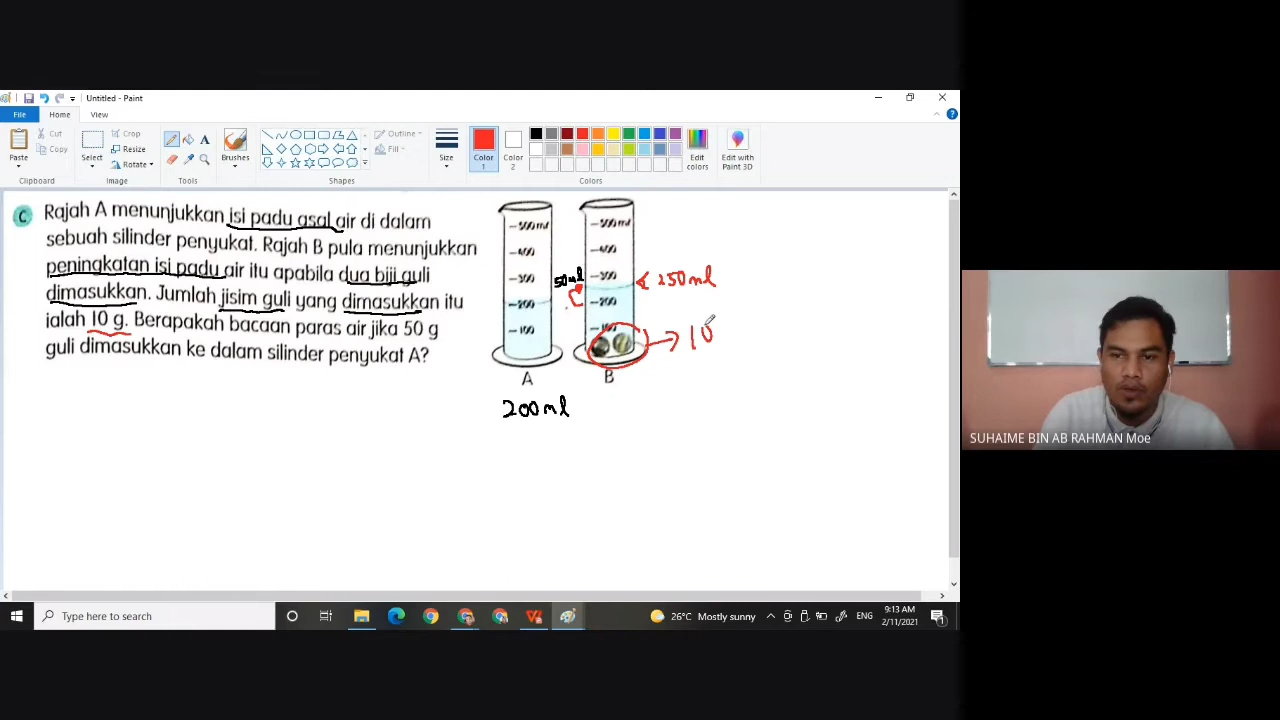 Untitled - Paint
File Home View
Paste
Cut
Copy
Clipboard
Select
Crop
Resize
Rotate
Image
Tools
Brushes
Shapes
Outline
Fill
Size
Color 1
Color 2
Colors
Edit colors
Edit with Paint 3D
C Rajah A menunjukkan isi padu asal air di dalam
sebuah silinder penyukat. Rajah B pula menunjukkan
peningkatan isi padu air itu apabila dua biji guli
dimasukkan. Jumlah jisim guli yang dimasukkan itu
ialah 10 g. Berapakah bacaan paras air jika 50 g
guli dimasukkan ke dalam silinder penyukat A?
500 ml
400
300
200
100
A
200ml
500 ml
400
300
200
100
B
50ml
250ml
10
SUHAIME BIN AB RAHMAN Moe
Type here to search
26°C Mostly sunny
ENG
9:13 AM
2/11/2021
1